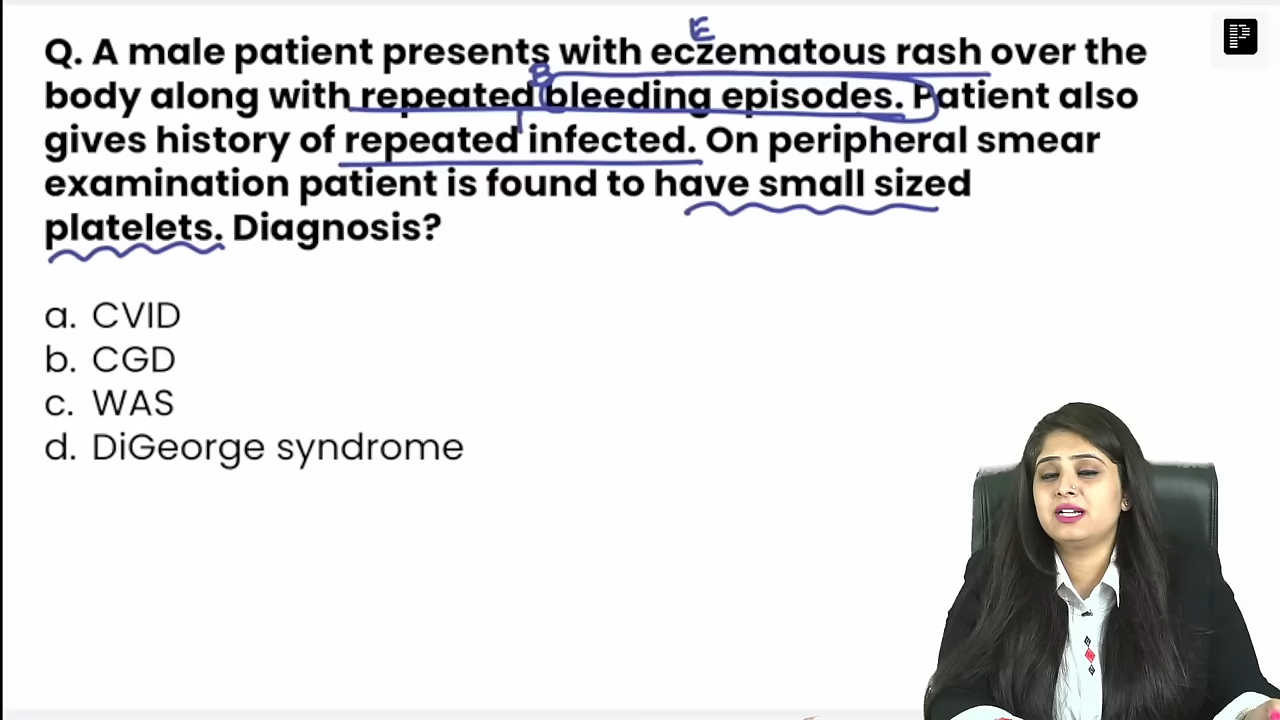 E
Q. A male patient presents with eczematous rash over the
B
body along with repeated bleeding episodes. Patient also
I
gives history of repeated infected. On peripheral smear
examination patient is found to have small sized
platelets. Diagnosis?
a. CVID
b. CGD
c. WAS
d. DiGeorge syndrome